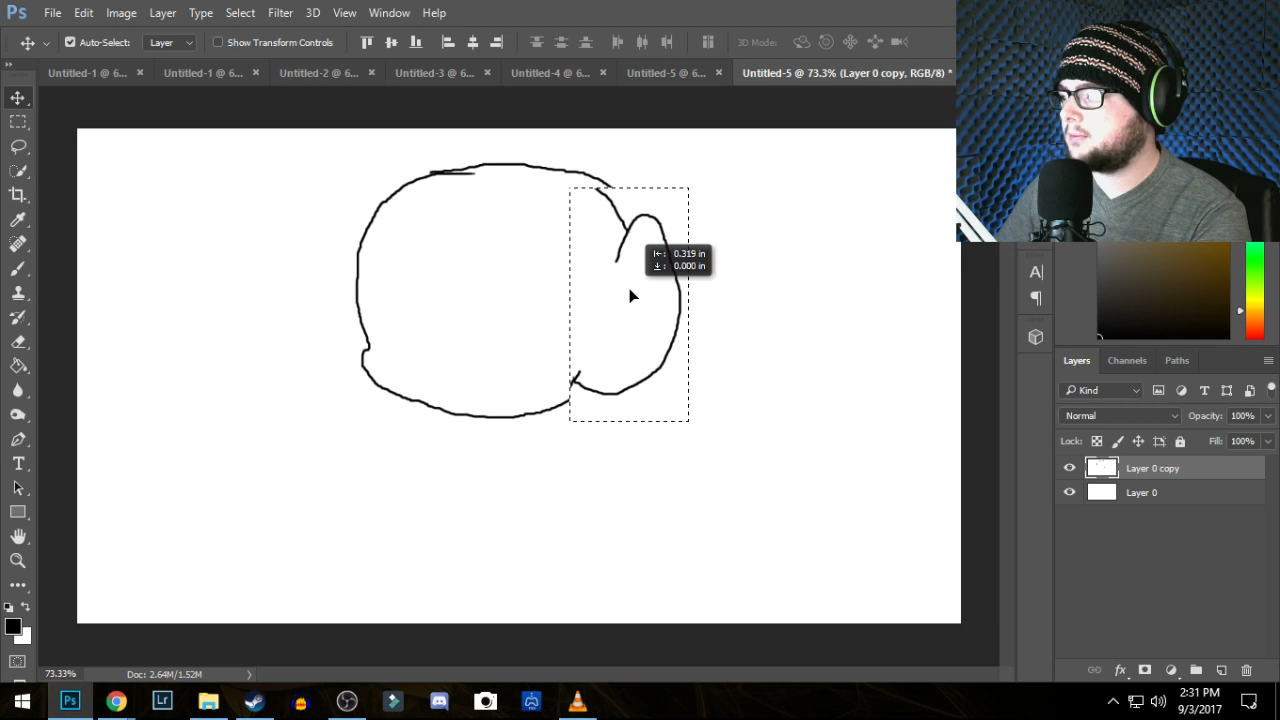 Ps File Edit Image Layer Type Select Filter 3D View Window Help
Auto-Select: Layer Show Transform Controls 3D Mode:
Untitled-1 @ 6... × Untitled-1 @ 6... × Untitled-2 @ 6... × Untitled-3 @ 6... × Untitled-4 @ 6... × Untitled-5 @ 6... × Untitled-5 @ 73.3% (Layer 0 copy, RGB/8) *
0.319 in
0.000 in
Layers Channels Paths
Kind
Normal Opacity: 100%
Lock: Fill: 100%
Layer 0 copy
Layer 0
fx
73.33% Doc: 2.64M/1.52M
Ps Lr 2:31 PM
9/3/2017